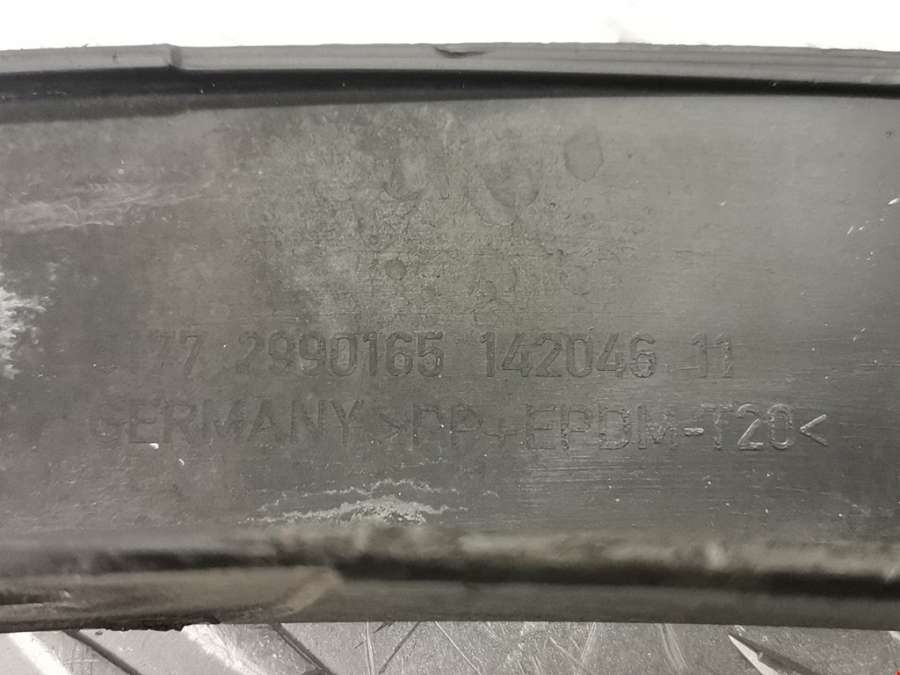 77 2990165 142046 11
GERMANY >PP+EPDM-T20<